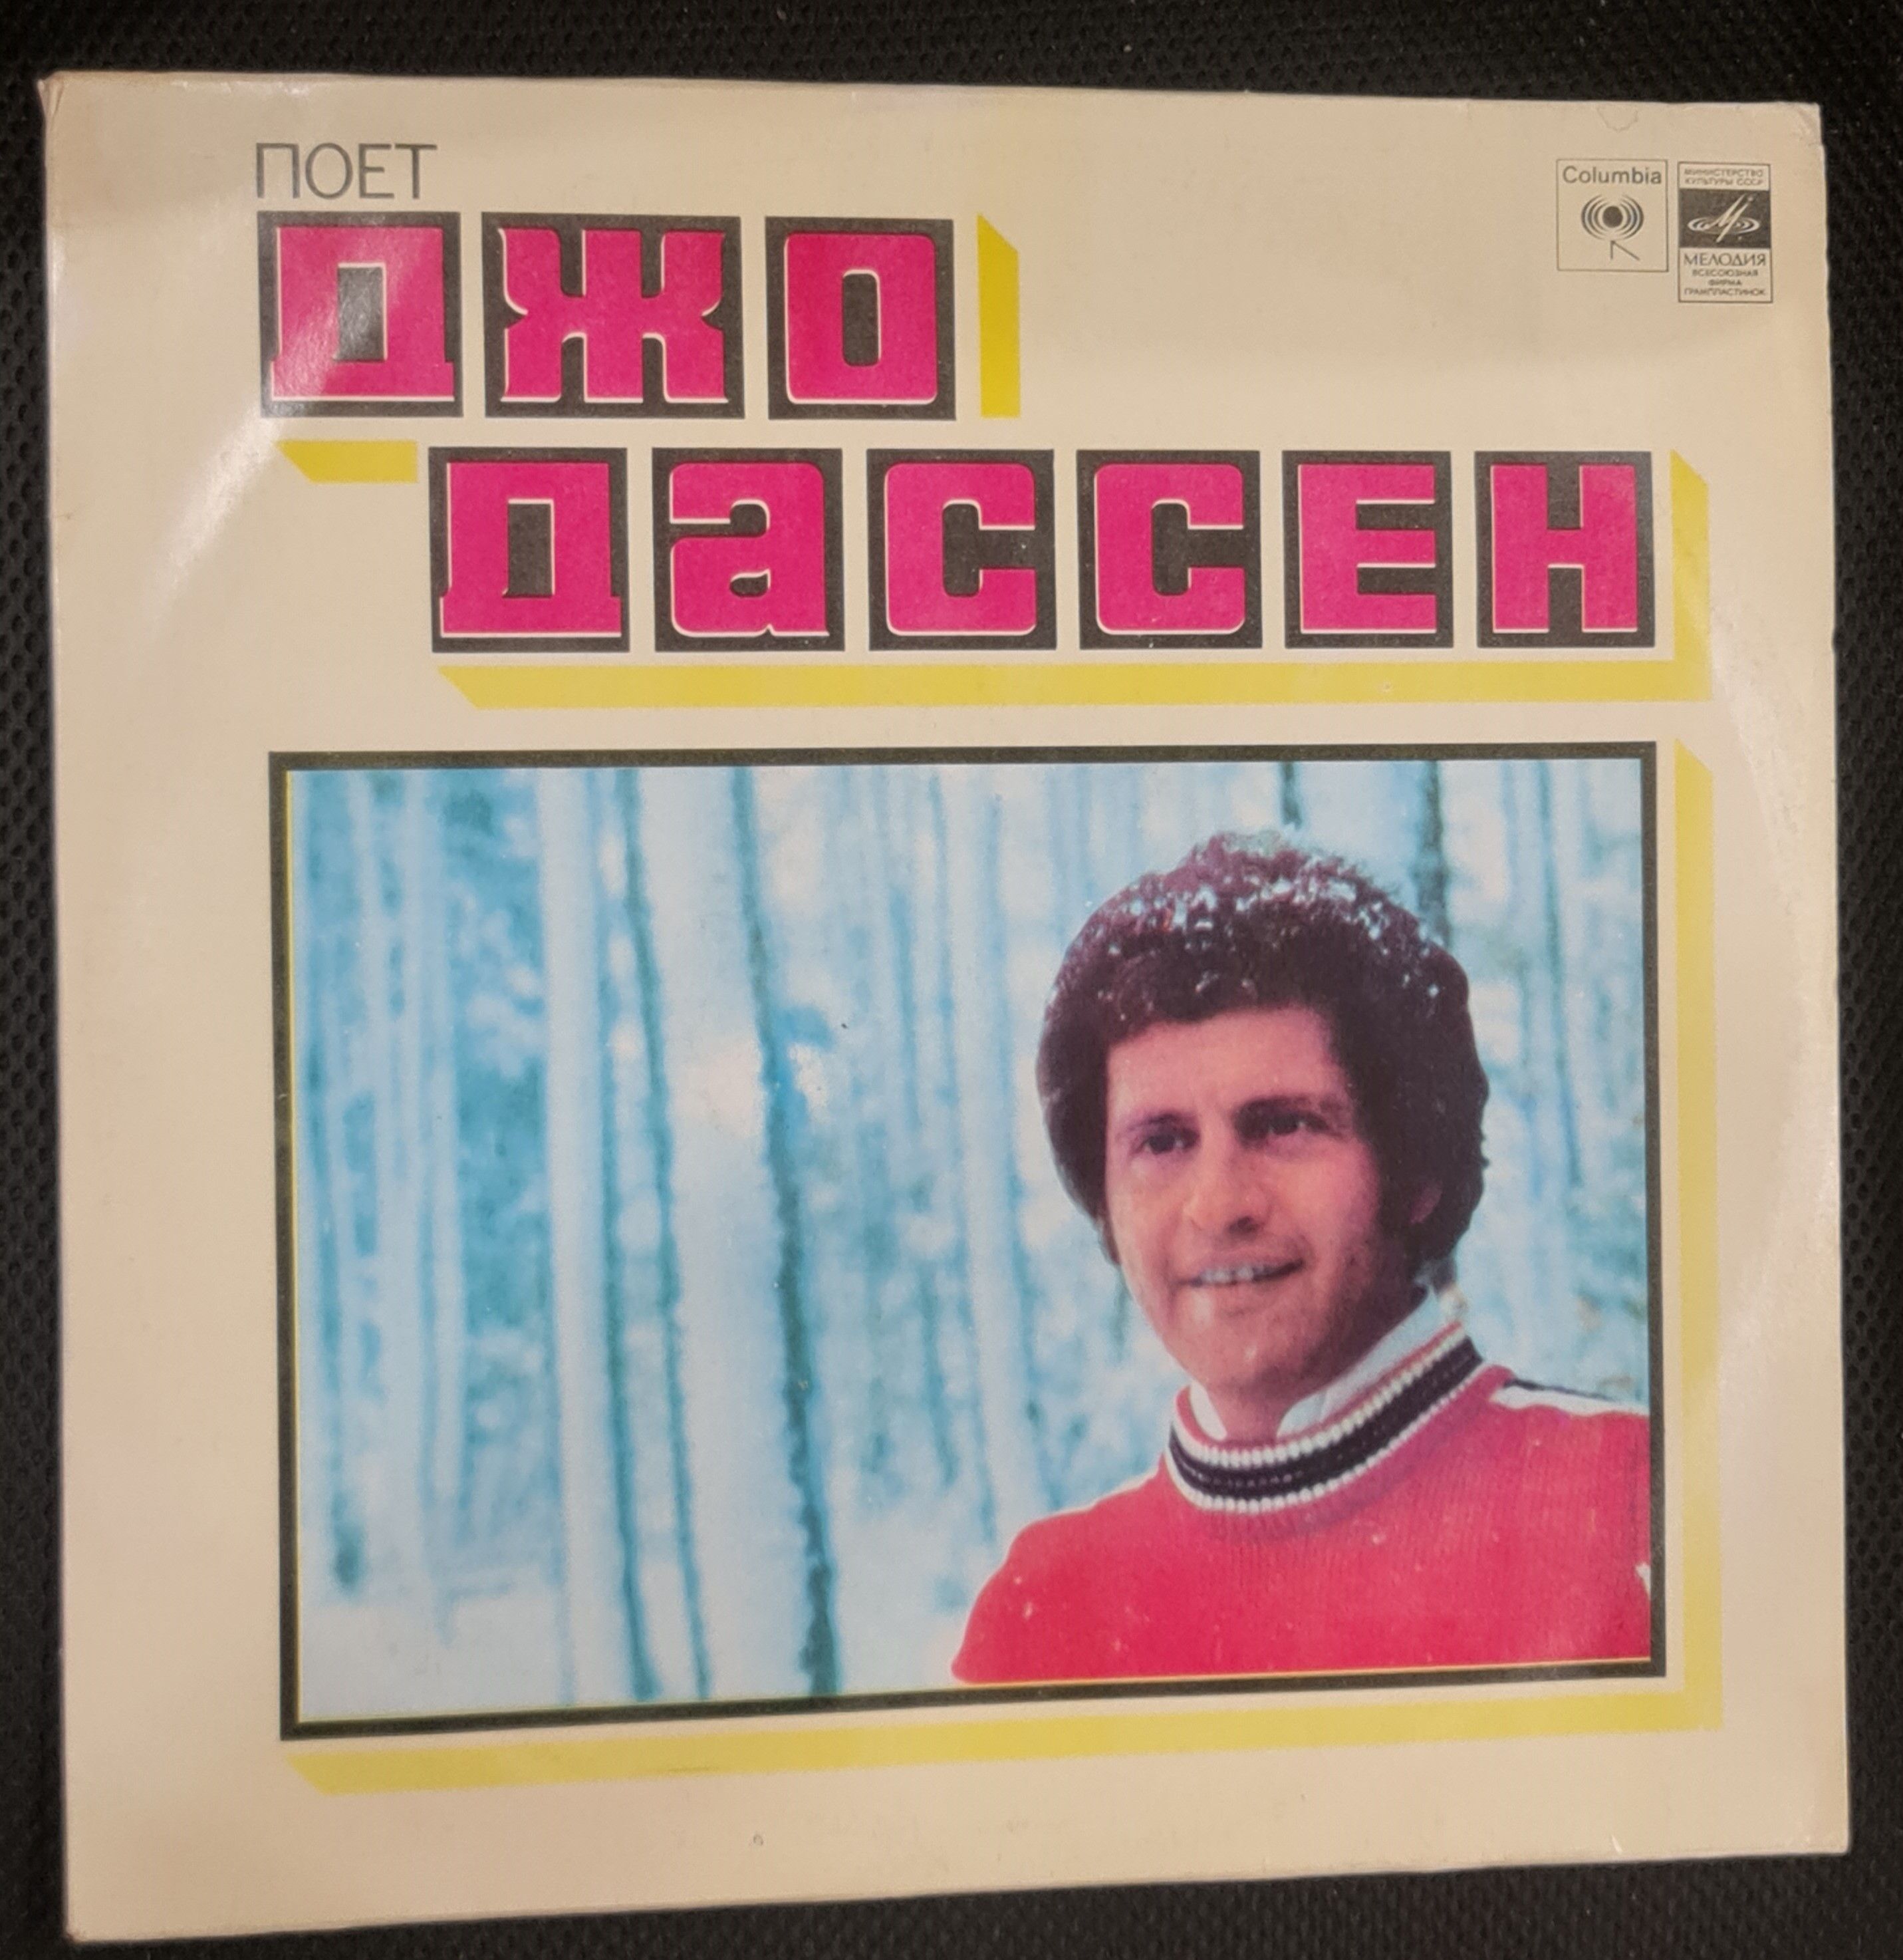 ПОЕТ
ДЖО
ДАССЕН
Columbia
МИНИСТЕРСТВО
КУЛЬТУРЫ СССР
МЕЛОДИЯ
ВСЕСОЮЗНАЯ
ФИРМА
ГРАМПЛАСТИНОК